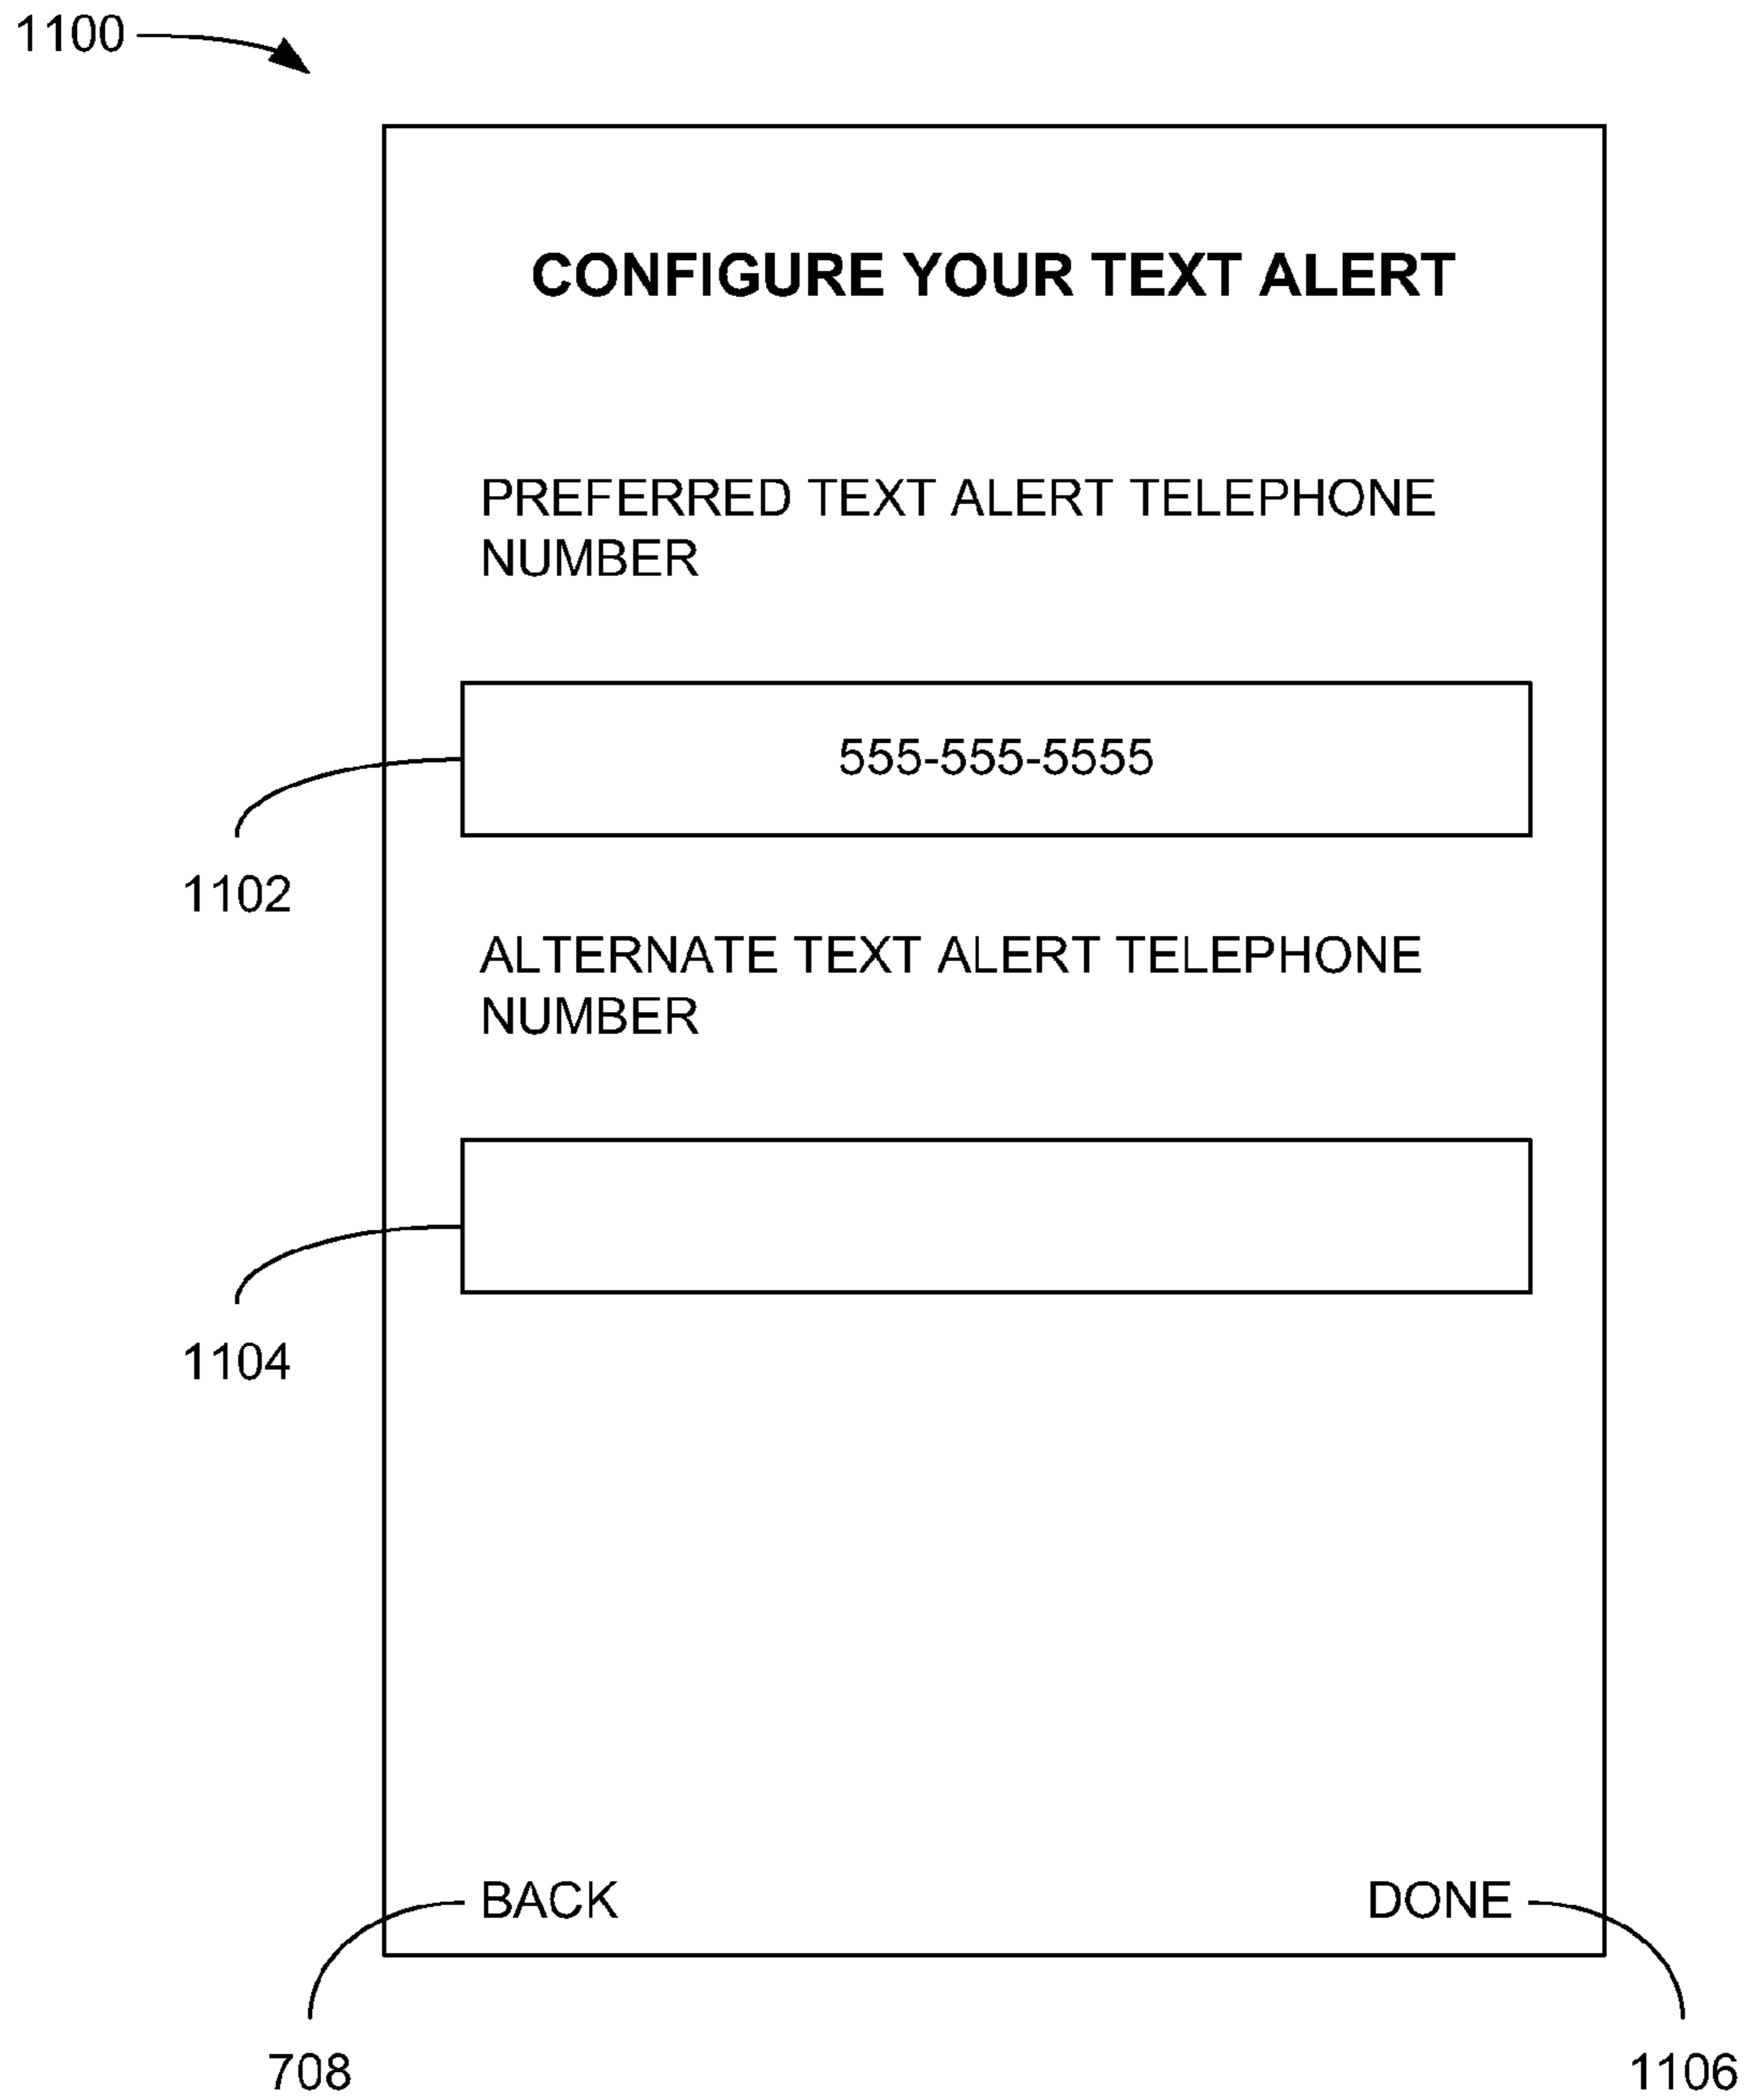 1100
CONFIGURE YOUR TEXT ALERT
PREFERRED TEXT ALERT TELEPHONE
NUMBER
555-555-5555
1102
ALTERNATE TEXT ALERT TELEPHONE
NUMBER
1104
BACK
DONE
708
1106